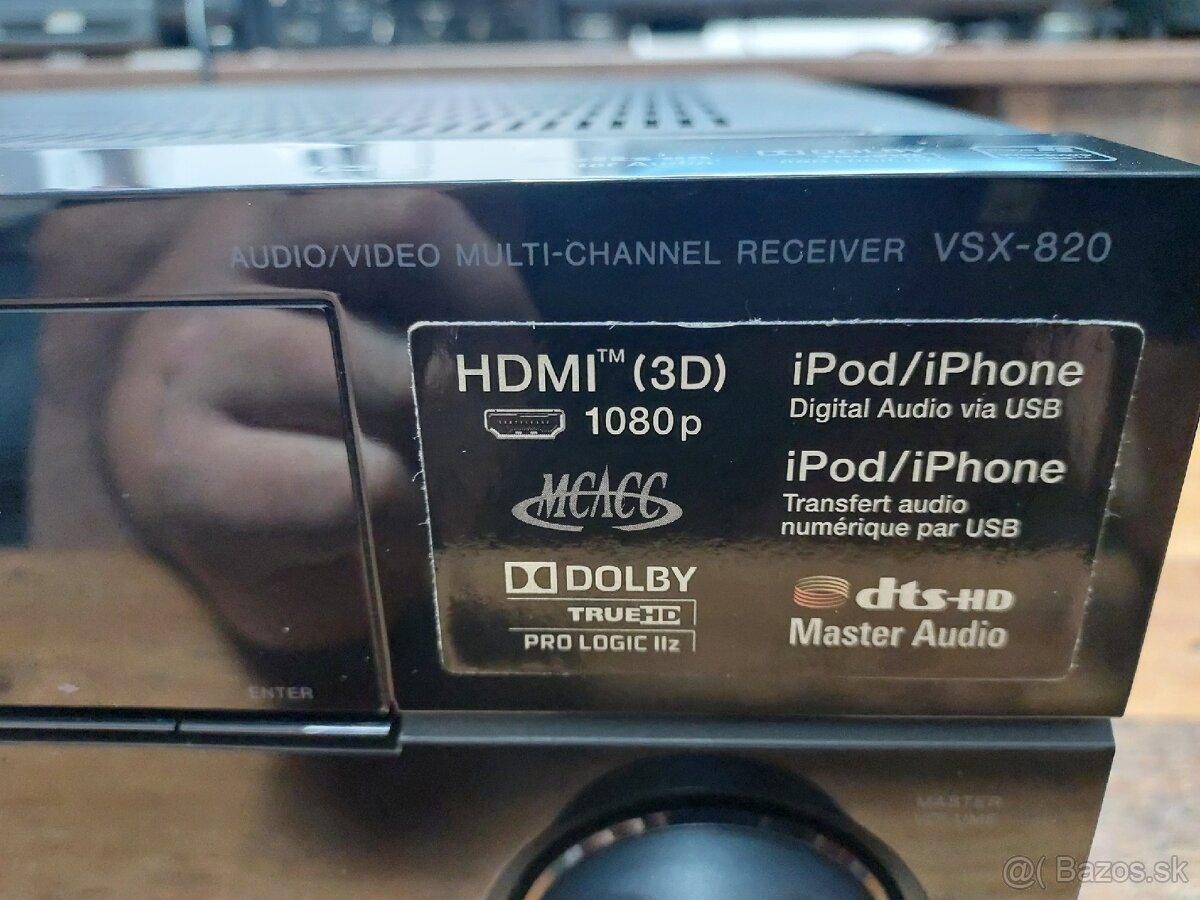 AUDIO/VIDEO MULTI-CHANNEL RECEIVER VSX-820
HDMI™ (3D)
1080p
iPod/iPhone
Digital Audio via USB
MCACC
iPod/iPhone
Transfert audio
numérique par USB
DOLBY
TRUEHD
PRO LOGIC IIz
dts-HD
Master Audio
ENTER
MASTER
VOLUME
@( Bazos.sk